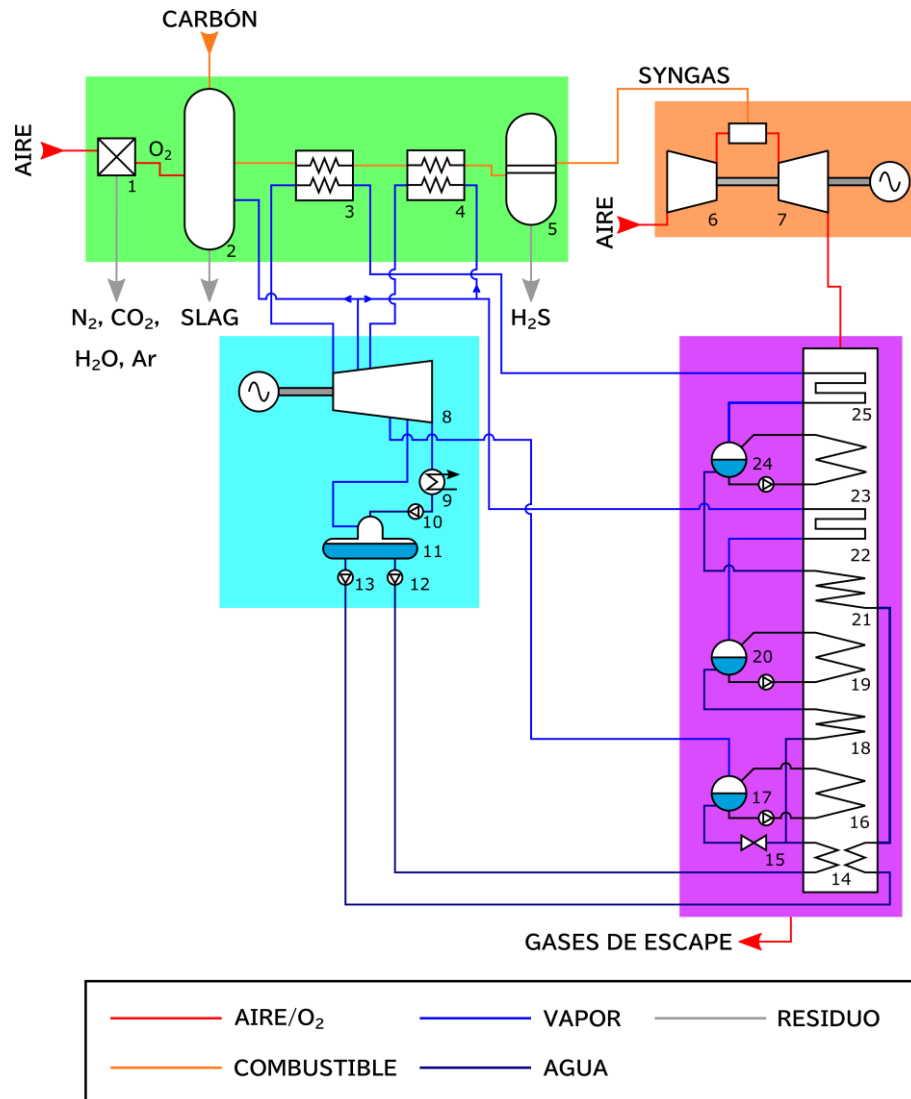 CARBÓN
SYNGAS
AIRE
O₂
1
2
3
4
5
6
7
AIRE
N₂, CO₂,
H₂O, Ar
SLAG
H₂S
8
9
10
11
13
12
25
24
23
22
21
20
19
18
17
16
15
14
GASES DE ESCAPE
AIRE/O₂
VAPOR
RESIDUO
COMBUSTIBLE
AGUA